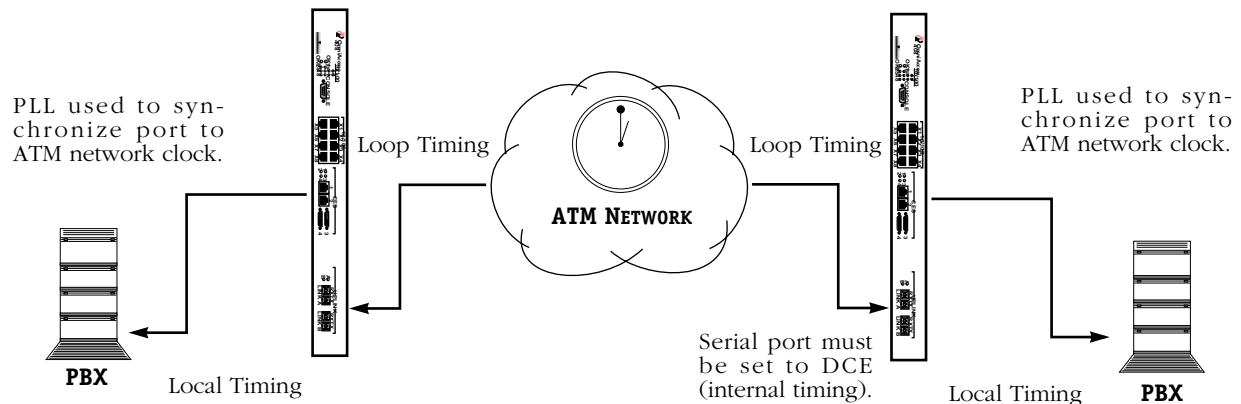 PLL used to syn-
chronize port to
ATM network clock.
Loop Timing
Loop Timing
ATM NETWORK
PLL used to syn-
chronize port to
ATM network clock.
PBX
Local Timing
Serial port must
be set to DCE
(internal timing).
Local Timing
PBX